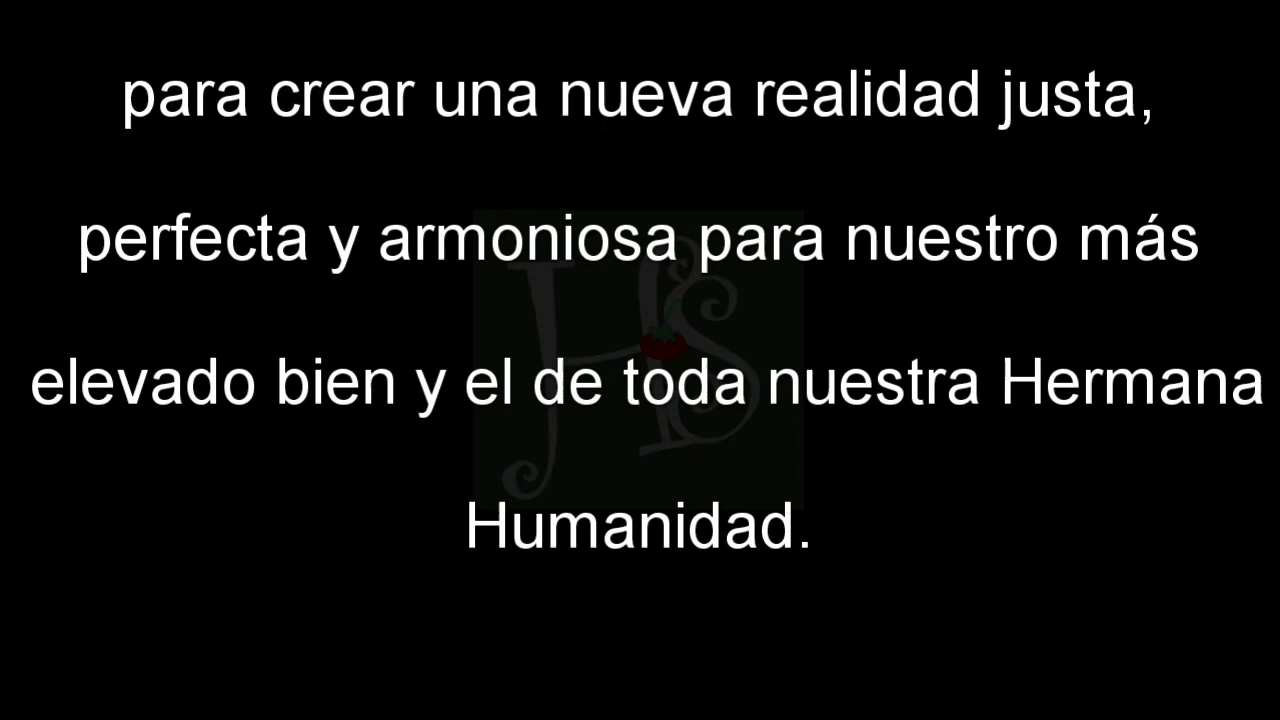 para crear una nueva realidad justa,
perfecta y armoniosa para nuestro más
elevado bien y el de toda nuestra Hermana
Humanidad.
HS